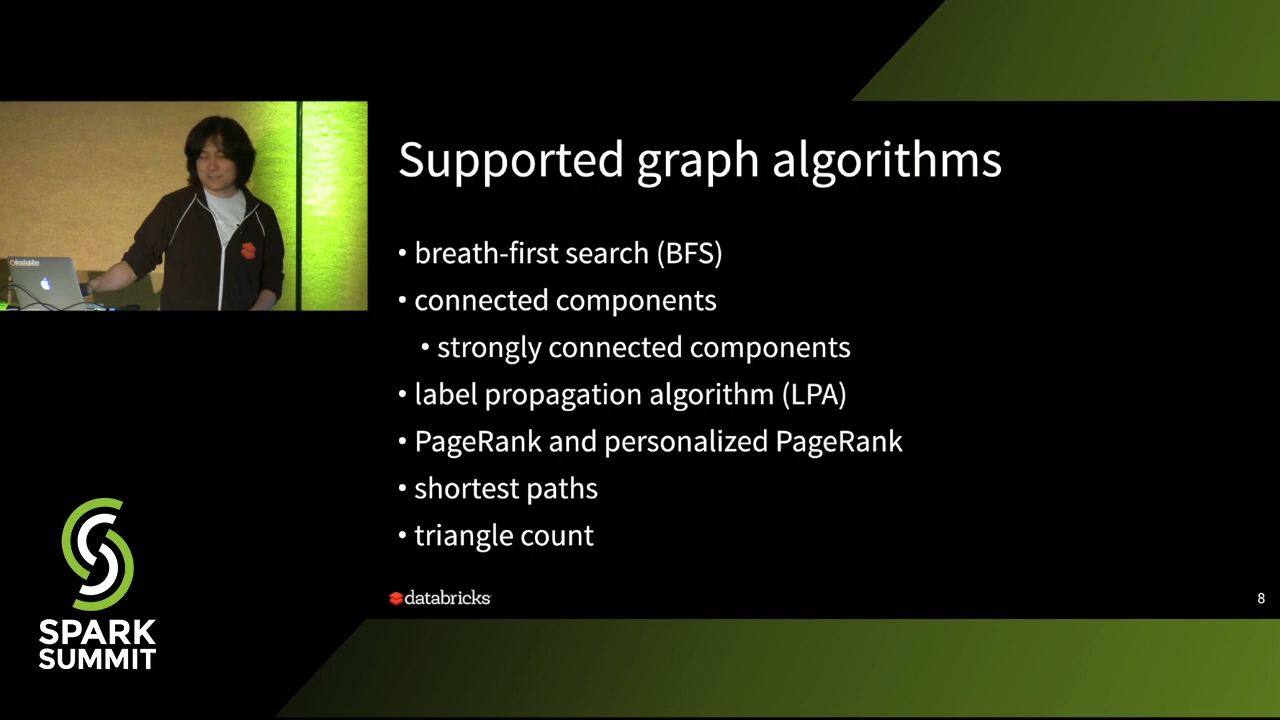 Supported graph algorithms
• breath-first search (BFS)
• connected components
• strongly connected components
• label propagation algorithm (LPA)
• PageRank and personalized PageRank
• shortest paths
• triangle count
databricks
8
SPARK
SUMMIT